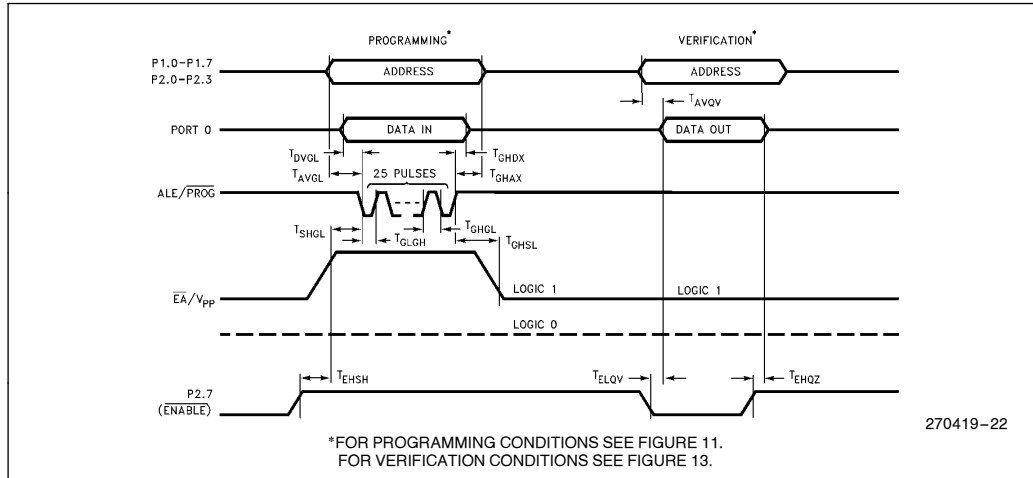 PROGRAMMING*
VERIFICATION*
P1.0–P1.7
P2.0–P2.3
ADDRESS
ADDRESS
TAVQV
PORT 0
DATA IN
DATA OUT
TDVGL
TGHDX
TAVGL
25 PULSES
TGHAX
ALE/PROG
TSHGL
TGLGH
TGHGL
TGHSL
EA/VPP
LOGIC 1
LOGIC 1
LOGIC 0
TEHSH
TELQV
TEHQZ
P2.7
(ENABLE)
270419–22
*FOR PROGRAMMING CONDITIONS SEE FIGURE 11.
FOR VERIFICATION CONDITIONS SEE FIGURE 13.